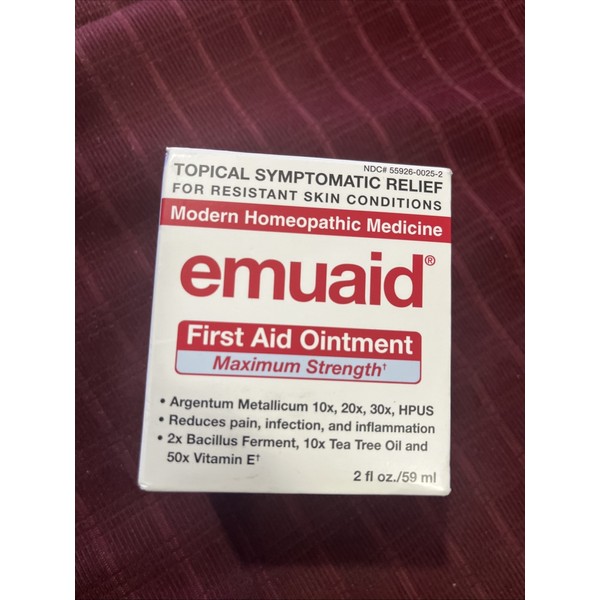 NDC# 55926-0025-2
TOPICAL SYMPTOMATIC RELIEF
FOR RESISTANT SKIN CONDITIONS
Modern Homeopathic Medicine
emuaid®
First Aid Ointment
Maximum Strength†
• Argentum Metallicum 10x, 20x, 30x, HPUS
• Reduces pain, infection, and inflammation
• 2x Bacillus Ferment, 10x Tea Tree Oil and
50x Vitamin E†
2 fl oz./59 ml